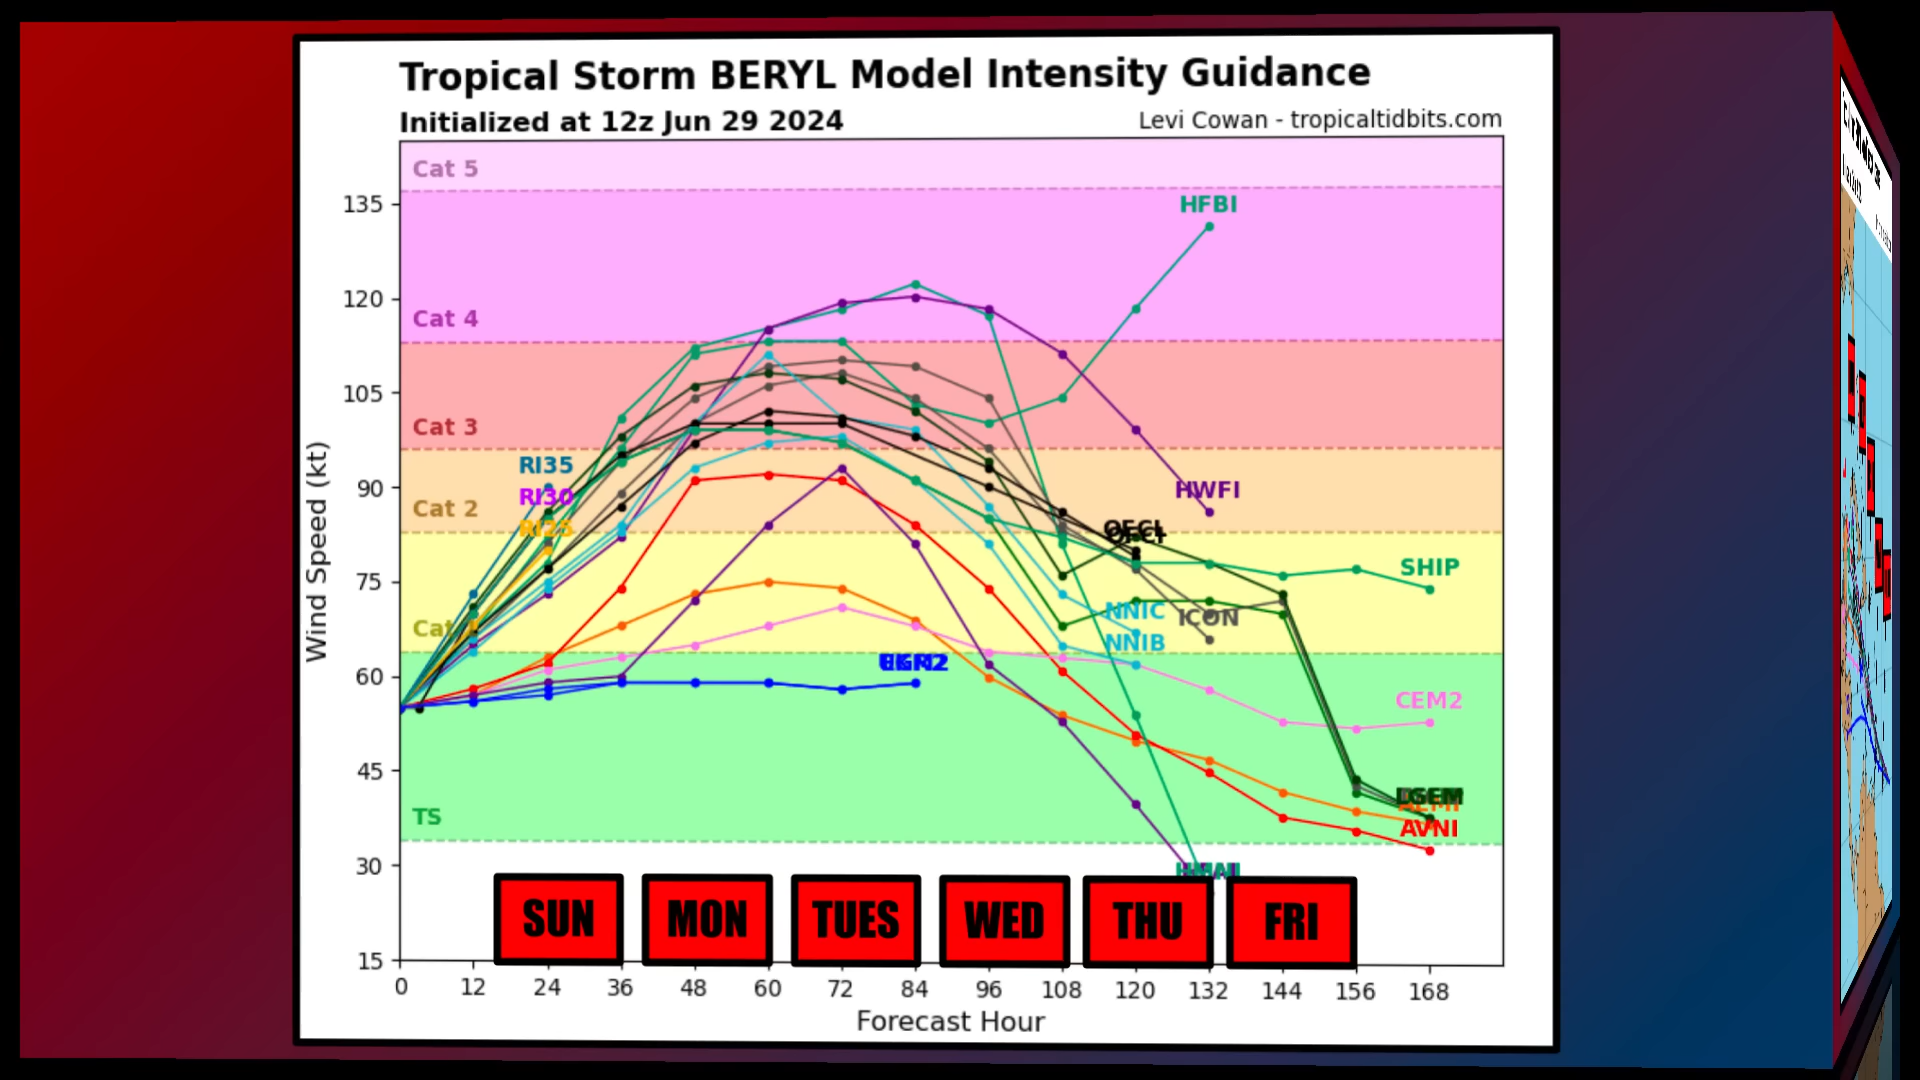 Tropical Storm BERYL Model Intensity Guidance
Initialized at 12z Jun 29 2024
Levi Cowan - tropicaltidbits.com
Cat 5
135
HFBI
120
Cat 4
105
Cat 3
RI35
90
RI30
HWFI
Cat 2
RI25
OFCL
Wind Speed (kt)
75
SHIP
NNIC
ICON
Cat
NNIB
60
CEM2
45
LGEM
TS
AVNI
30
SUN
MON
TUES
WED
THU
FRI
15
0 12 24 36 48 60 72 84 96 108 120 132 144 156 168
Forecast Hour